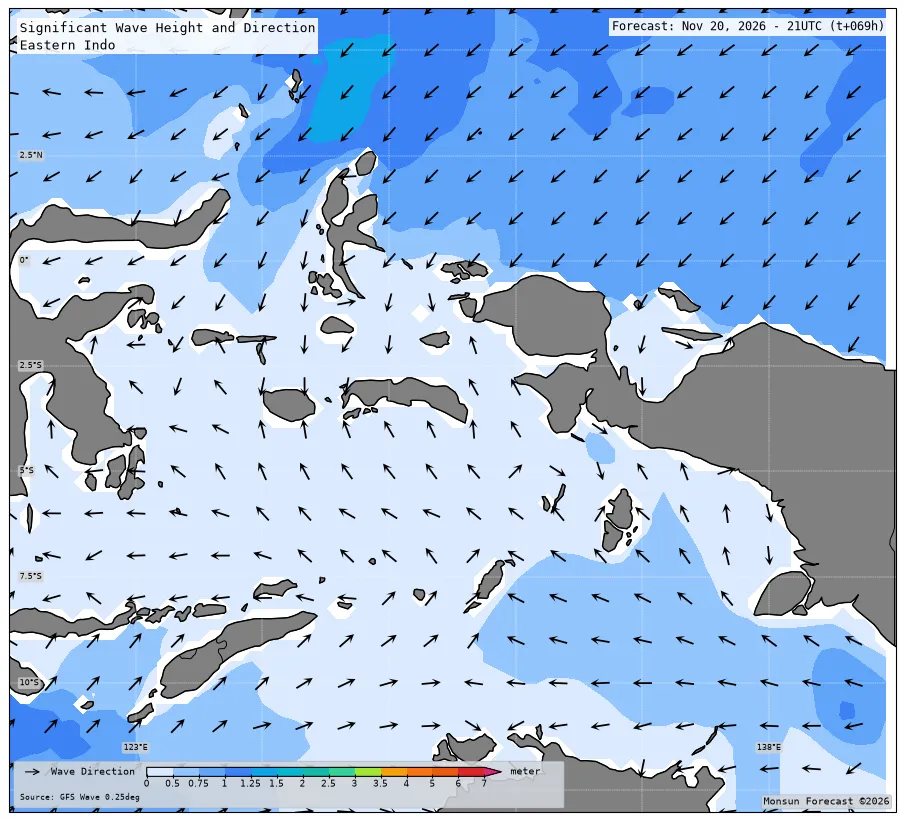 Significant Wave Height and Direction
Eastern Indo
Forecast: Nov 20, 2026 - 21UTC (t+069h)
2.5°N
0°
2.5°S
5°S
7.5°S
10°S
123°E
138°E
Wave Direction
meter
0 0.5 0.75 1 1.25 1.5 2 2.5 3 3.5 4 5 6 7
Source: GFS Wave 0.25deg
Monsun Forecast ©2026